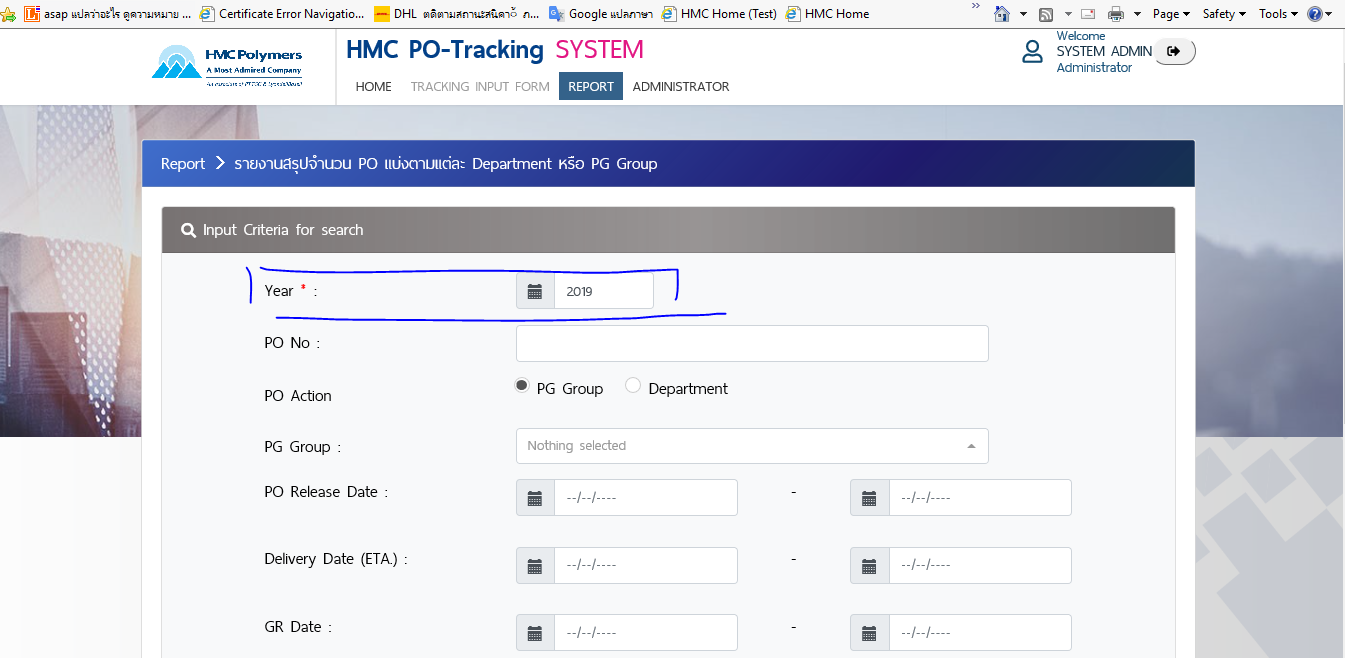 asap แปลว่าอะไร ดูความหมาย ...
Certificate Error Navigatio...
DHL ติดตามสถานะสนิค้า ภ...
Google แปลภาษา
HMC Home (Test)
HMC Home
Page
Safety
Tools
HMC Polymers
A Most Admired Company
HMC PO-Tracking SYSTEM
HOME TRACKING INPUT FORM REPORT ADMINISTRATOR
Welcome
SYSTEM ADMIN
Administrator
Report > รายงานสรุปจำนวน PO แบ่งตามแต่ละ Department หรือ PG Group
Input Criteria for search
Year * : 2019
PO No :
PO Action PG Group Department
PG Group : Nothing selected
PO Release Date : --/--/---- - --/--/----
Delivery Date (ETA.) : --/--/---- - --/--/----
GR Date : --/--/---- - --/--/----